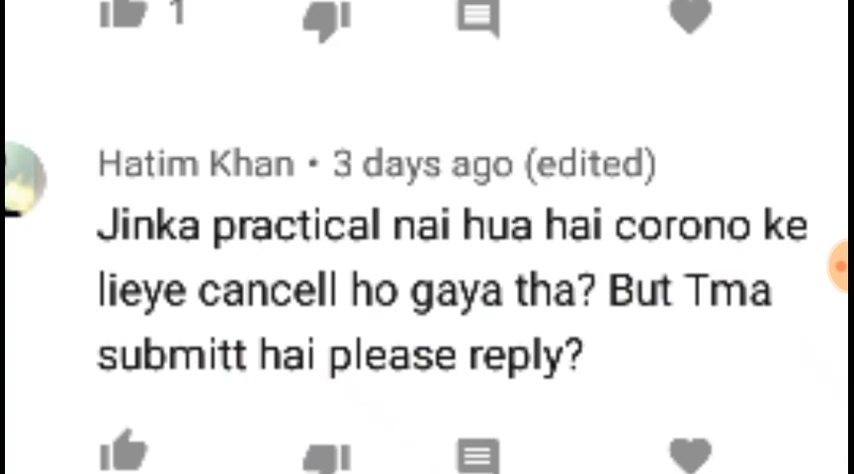 1
Hatim Khan • 3 days ago (edited)
Jinka practical nai hua hai corono ke
lieye cancell ho gaya tha? But Tma
submitt hai please reply?